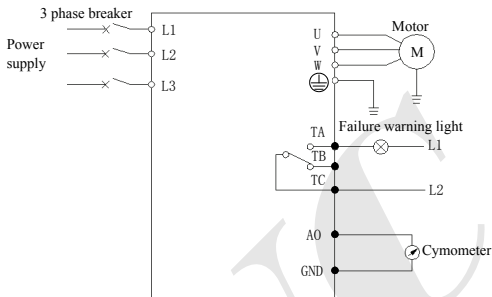 3 phase breaker
Power
supply
L1
L2
L3
U
V
W
Motor
M
Failure warning light
TA
L1
TB
TC
L2
AO
Cymometer
GND